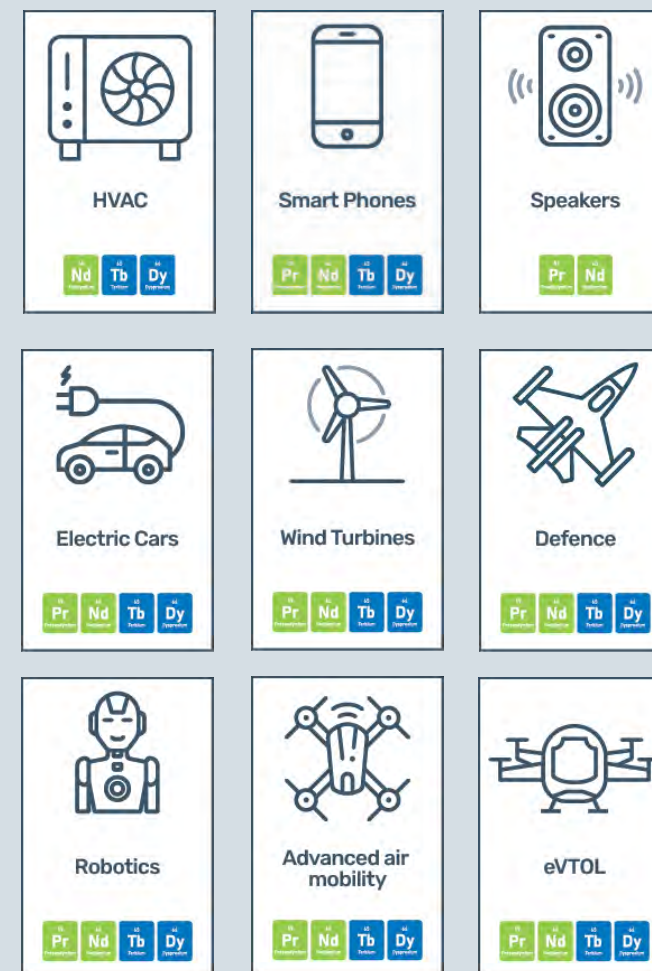 HVAC
Nd Tb Dy
Smart Phones
Pr Nd Tb Dy
Speakers
Pr Nd
Electric Cars
Pr Nd Tb Dy
Wind Turbines
Pr Nd Tb Dy
Defence
Pr Nd Tb Dy
Robotics
Pr Nd Tb Dy
Advanced air
mobility
Pr Nd Tb Dy
eVTOL
Pr Nd Tb Dy